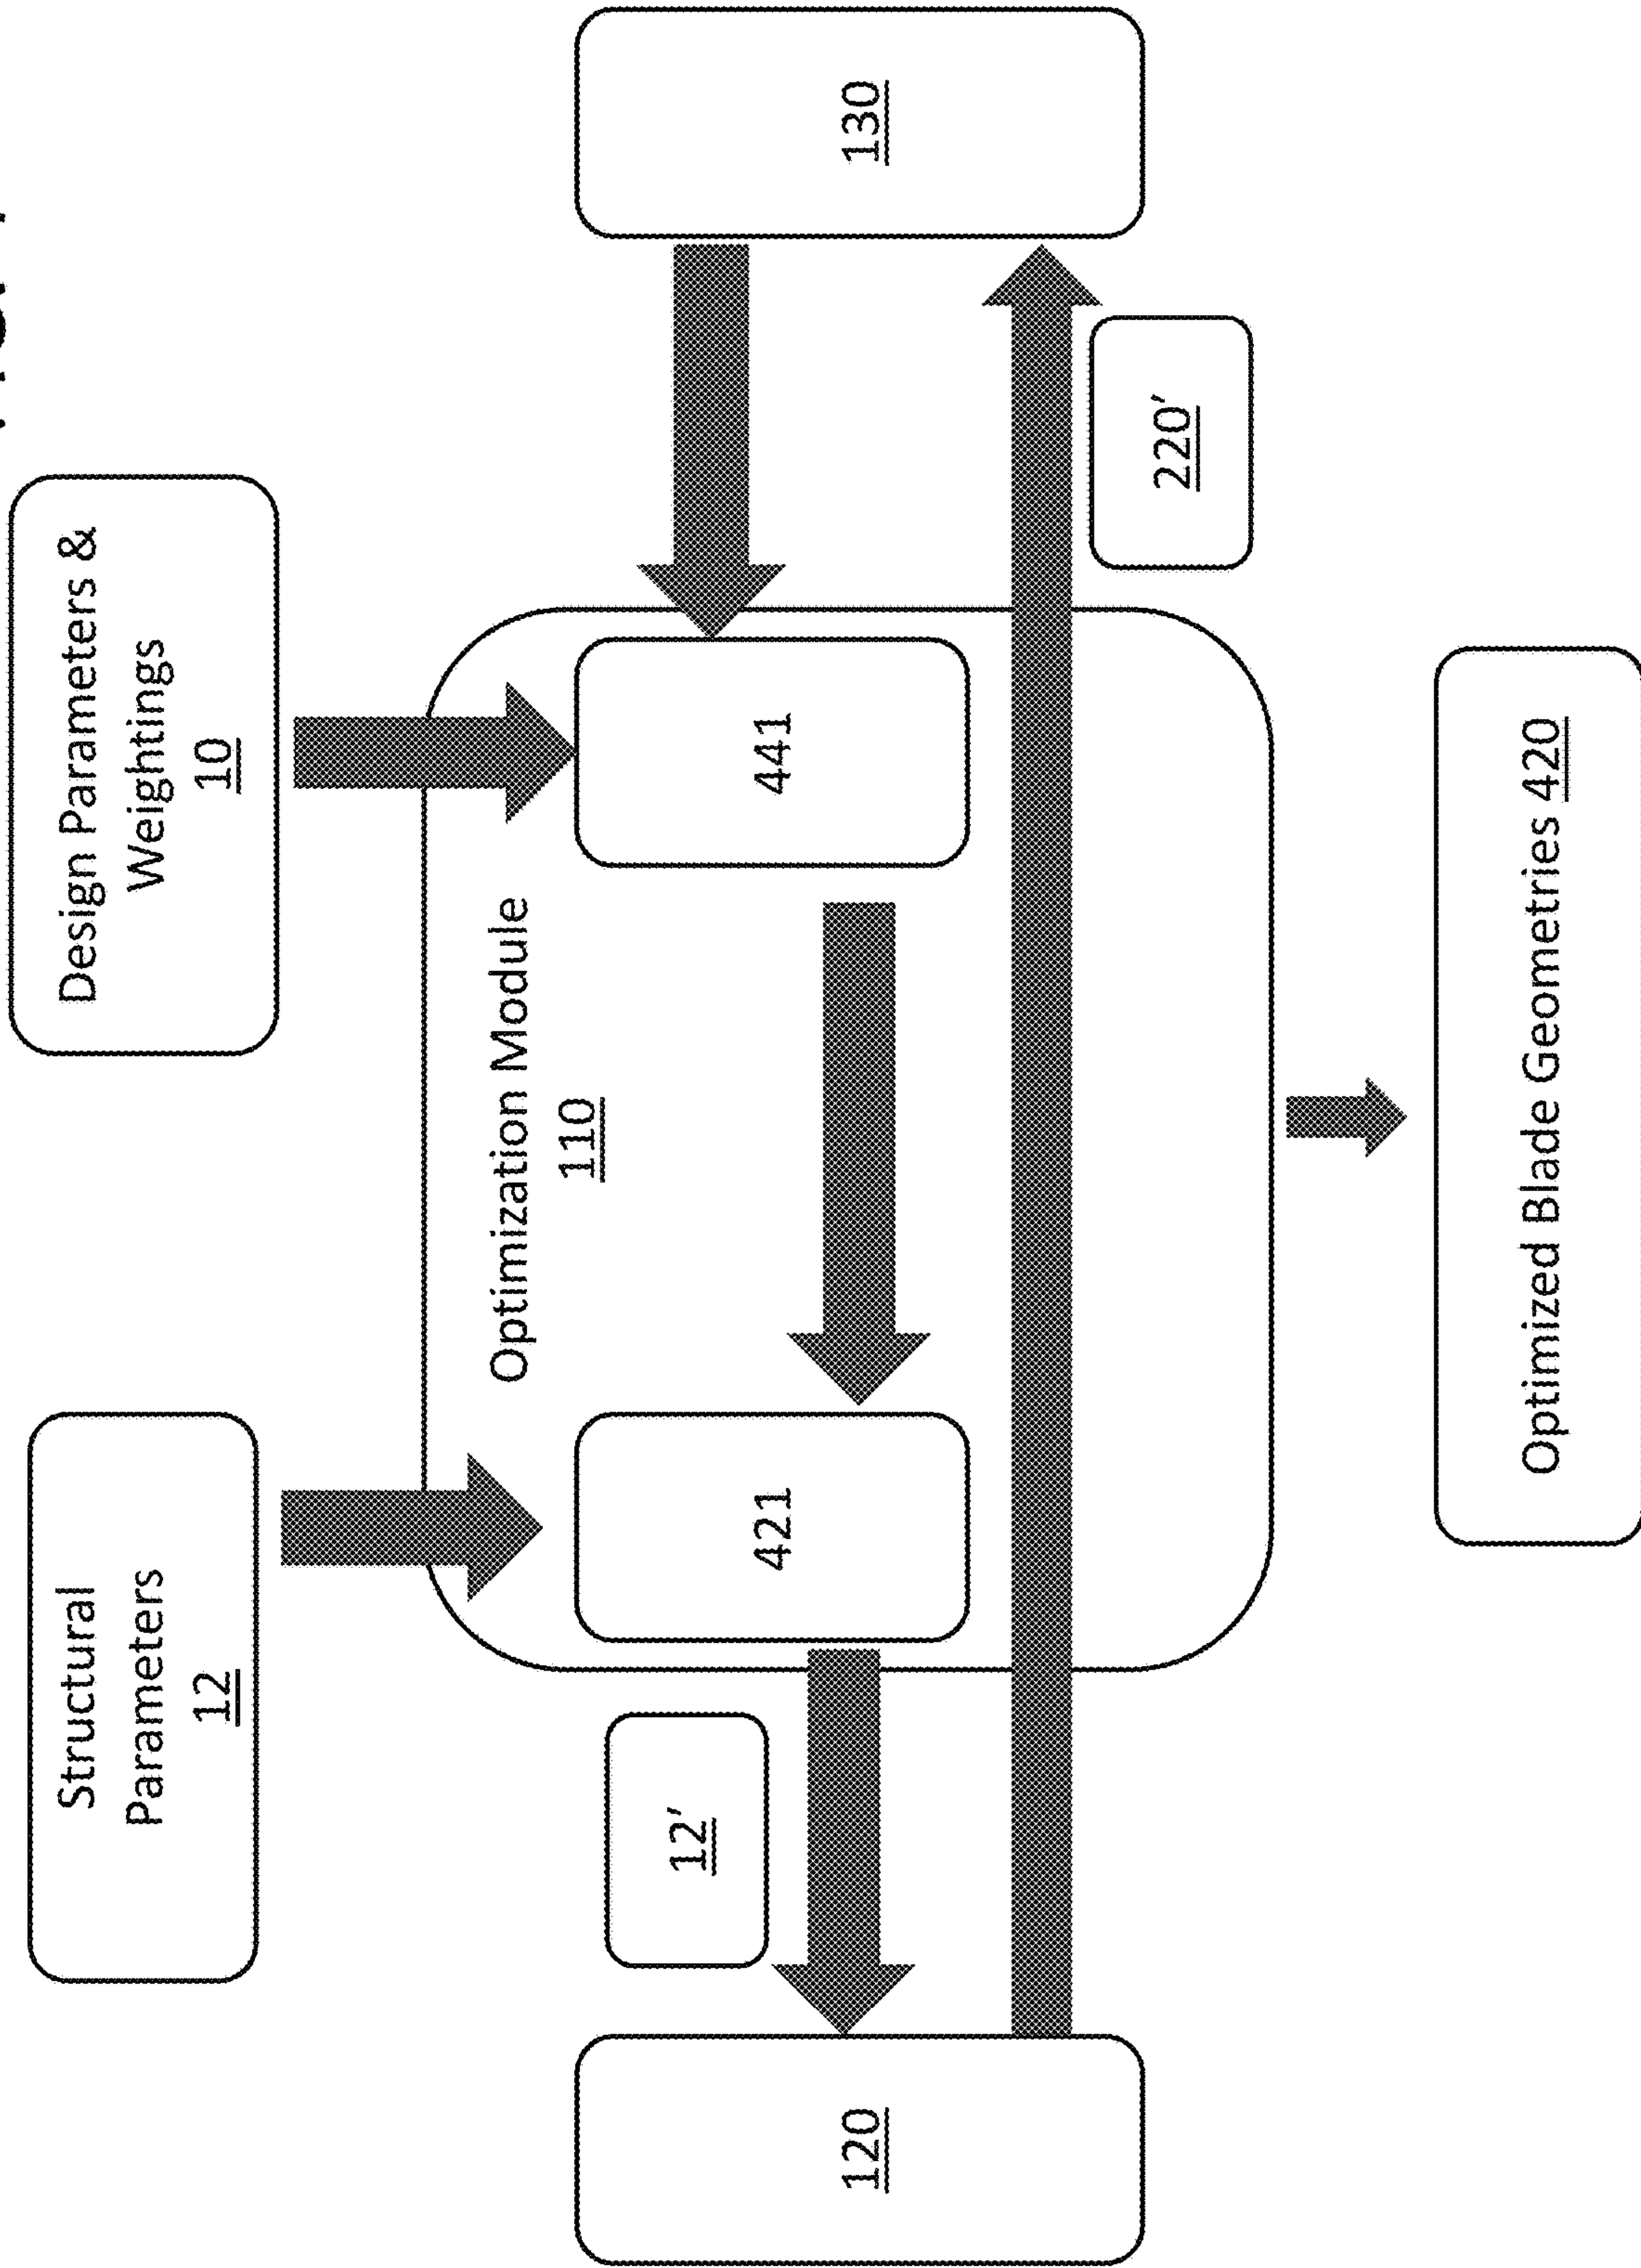 Structural
Parameters
12
Design Parameters &
Weightings
10
Optimization Module
110
12'
421
441
120
130
220'
Optimized Blade Geometries 420